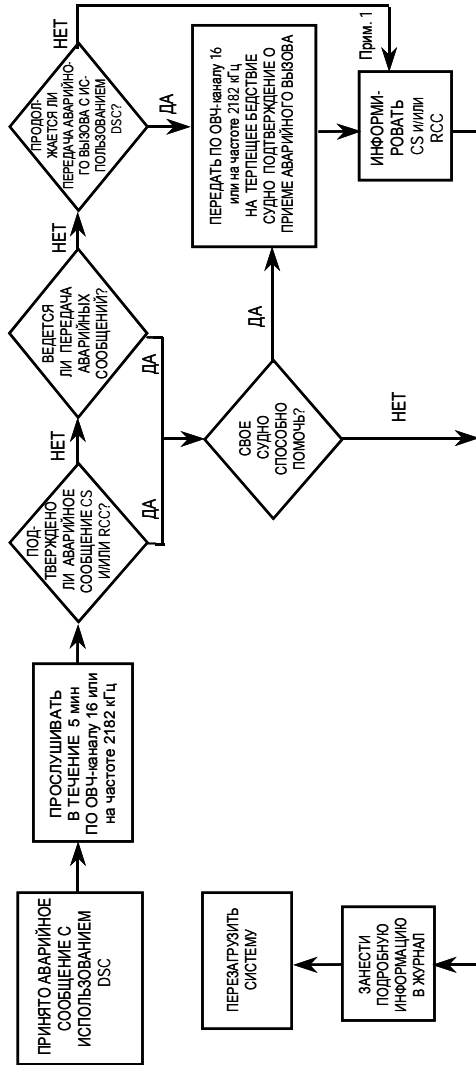 ПРИНЯТО АВАРИЙНОЕ
СООБЩЕНИЕ С
ИСПОЛЬЗОВАНИЕМ
DSC
ПРОСЛУШИВАТЬ
В ТЕЧЕНИЕ 5 МИН
ПО ОВЧ-КАНАЛУ 16 ИЛИ
на частоте 2182 кГц
ПОД-
ТВЕРЖДЕНО
ЛИ АВАРИЙНОЕ
СООБЩЕНИЕ CS
И/ИЛИ RCC?
НЕТ
ДА
ВЕДЕТСЯ
ЛИ ПЕРЕДАЧА
АВАРИЙНЫХ
СООБЩЕНИЙ?
НЕТ
ДА
ПРОДОЛ-
ЖАЕТСЯ ЛИ
ПЕРЕДАЧА АВАРИЙНО-
ГО ВЫЗОВА С ИС-
ПОЛЬЗОВАНИЕМ
DSC?
НЕТ
ДА
СВОЕ
СУДНО
СПОСОБНО
ПОМОЧЬ?
ДА
НЕТ
ПЕРЕДАТЬ ПО ОВЧ-КАНАЛУ 16
или на частоте 2182 кГц
НА ТЕРПЕЩЕЕ БЕДСТВИЕ
СУДНО ПОДТВЕРЖДЕНИЕ О
ПРИЕМЕ АВАРИЙНОГО ВЫЗОВА
Прим. 1
ИНФОРМИ-
РОВАТЬ
CS И/ИЛИ
RCC
ЗАНЕСТИ
ПОДРОБНУЮ
ИНФОРМАЦИЮ
В ЖУРНАЛ
ПЕРЕЗАГРУЗИТЬ
СИСТЕМУ